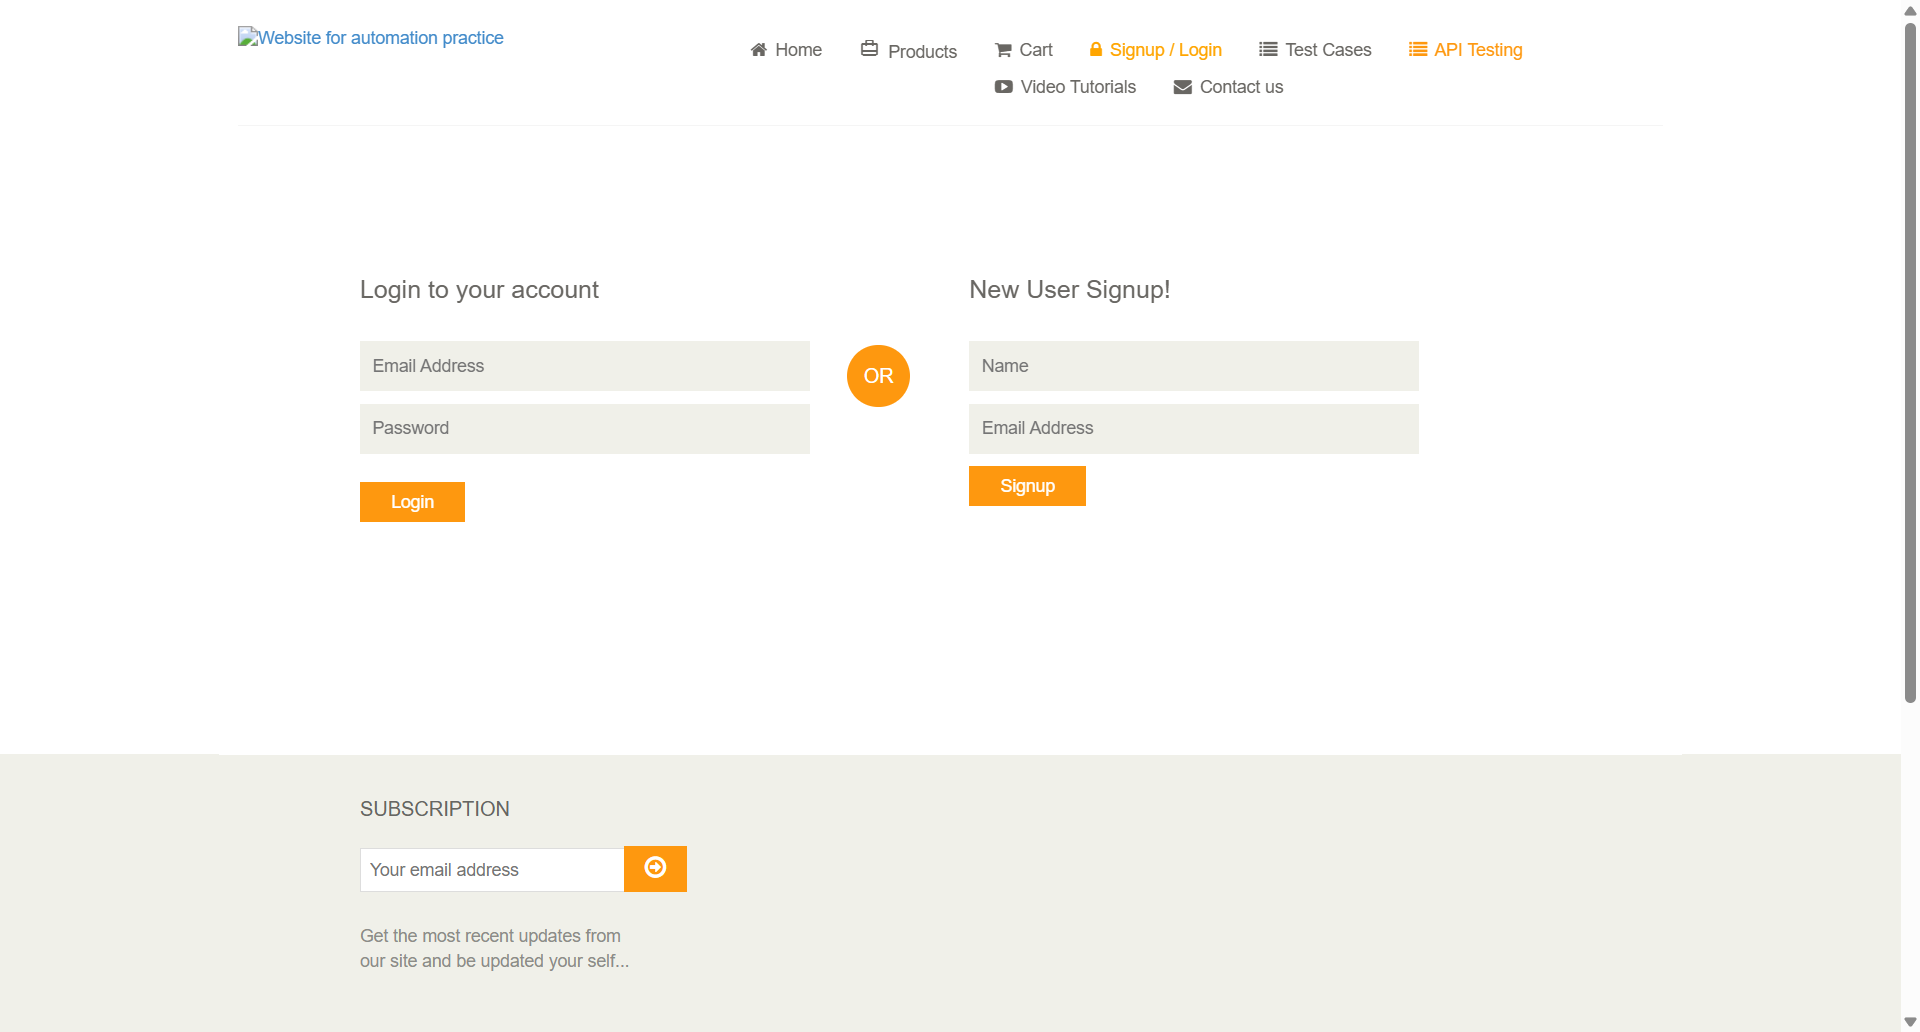 Website for automation practice
Home Products Cart Signup / Login Test Cases API Testing
Video Tutorials Contact us
Login to your account
Email Address
Password
Login
OR
New User Signup!
Name
Email Address
Signup
SUBSCRIPTION
Your email address
Get the most recent updates from
our site and be updated your self...